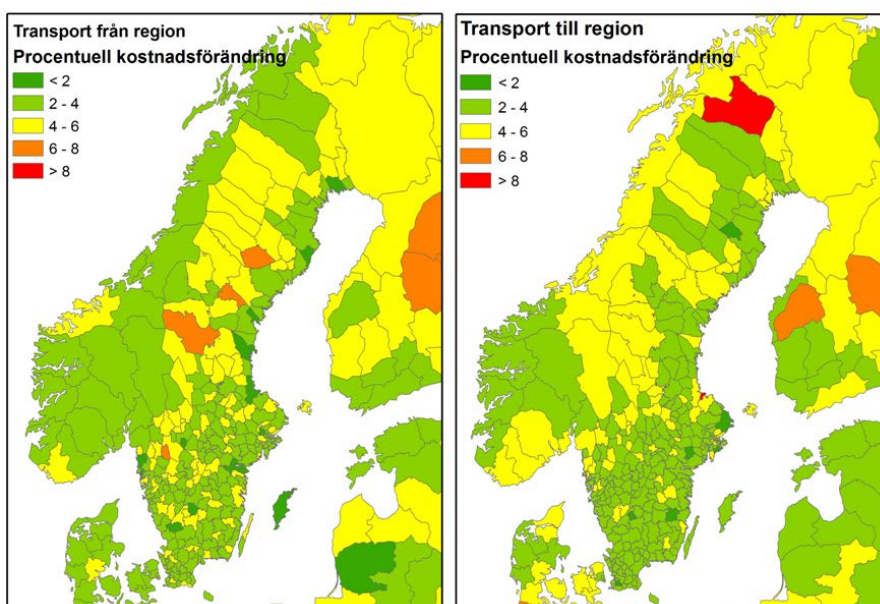 Transport från region
Procentuell kostnadsförändring
< 2
2 - 4
4 - 6
6 - 8
> 8
Transport till region
Procentuell kostnadsförändring
< 2
2 - 4
4 - 6
6 - 8
> 8